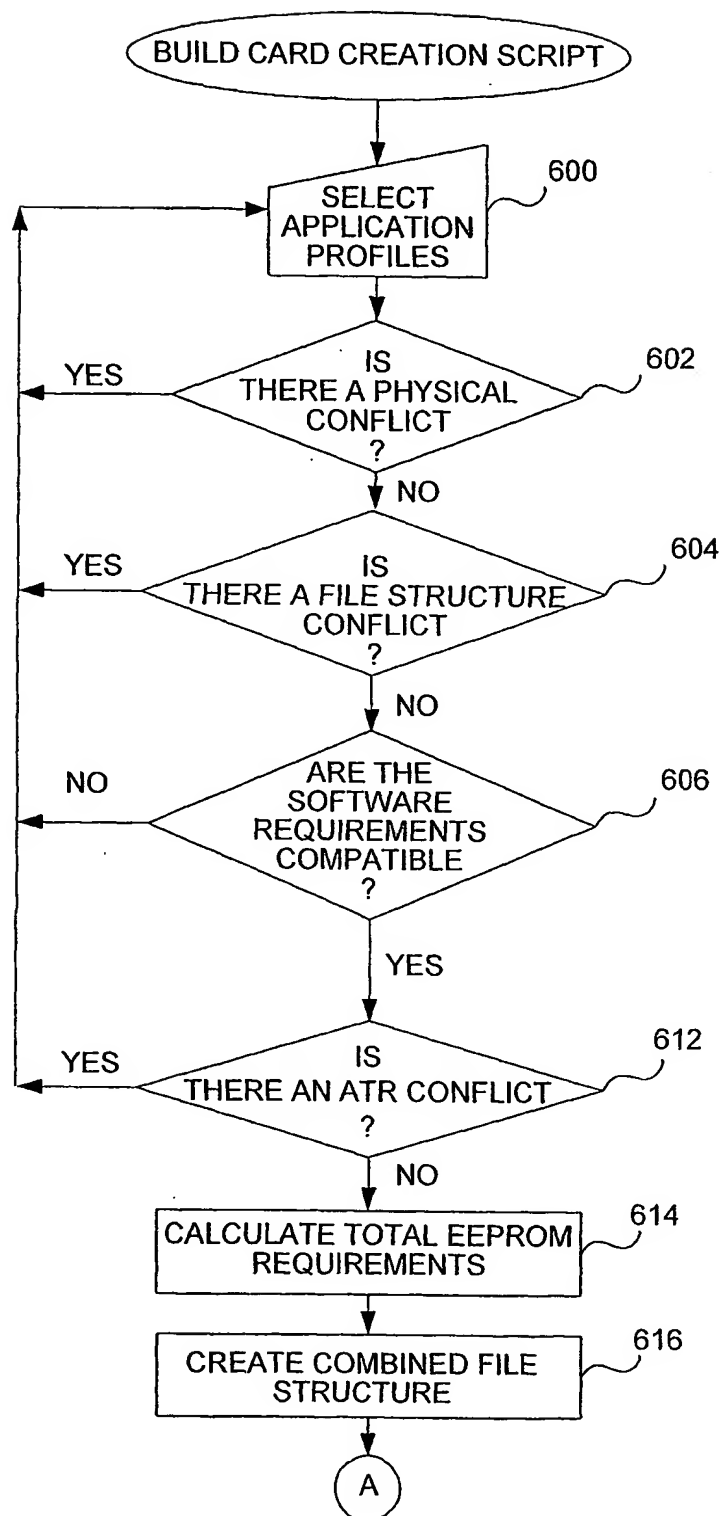 BUILD CARD CREATION SCRIPT
600
SELECT
APPLICATION
PROFILES
YES
IS
THERE A PHYSICAL
CONFLICT
?
602
NO
YES
IS
THERE A FILE STRUCTURE
CONFLICT
?
604
NO
NO
ARE THE
SOFTWARE
REQUIREMENTS
COMPATIBLE
?
606
YES
YES
IS
THERE AN ATR CONFLICT
?
612
NO
CALCULATE TOTAL EEPROM
REQUIREMENTS
614
CREATE COMBINED FILE
STRUCTURE
616
A